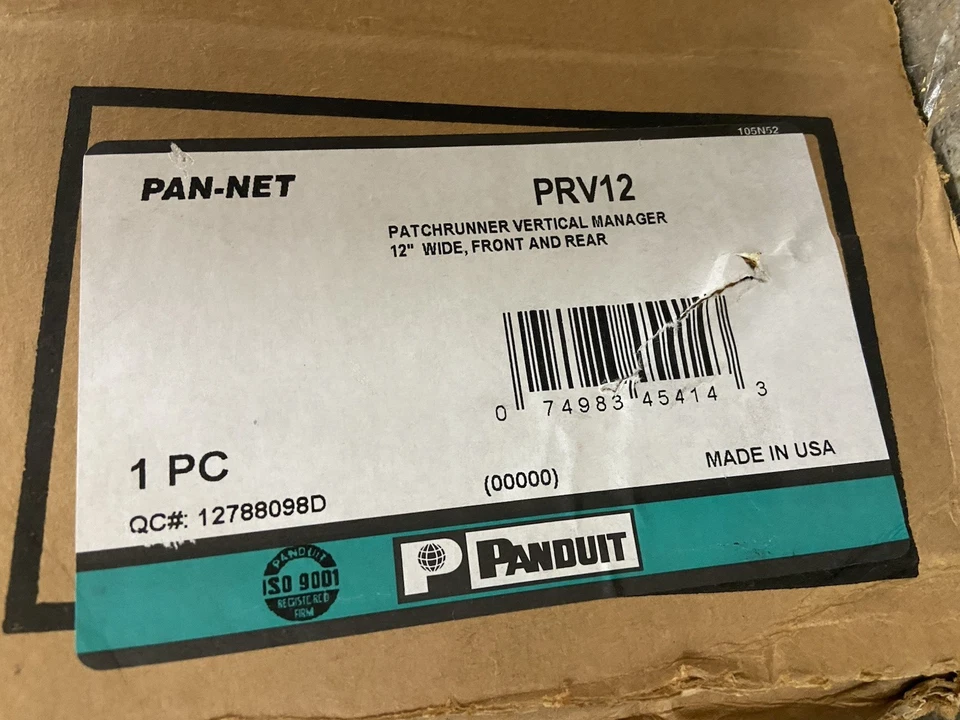 105N52
PAN-NET
PRV12
PATCHRUNNER VERTICAL MANAGER
12" WIDE, FRONT AND REAR
0 74983 45414 3
1 PC
(00000)
MADE IN USA
QC#: 12788098D
PANDUIT
ISO 9001
REGISTERED
FIRM
P PANDUIT